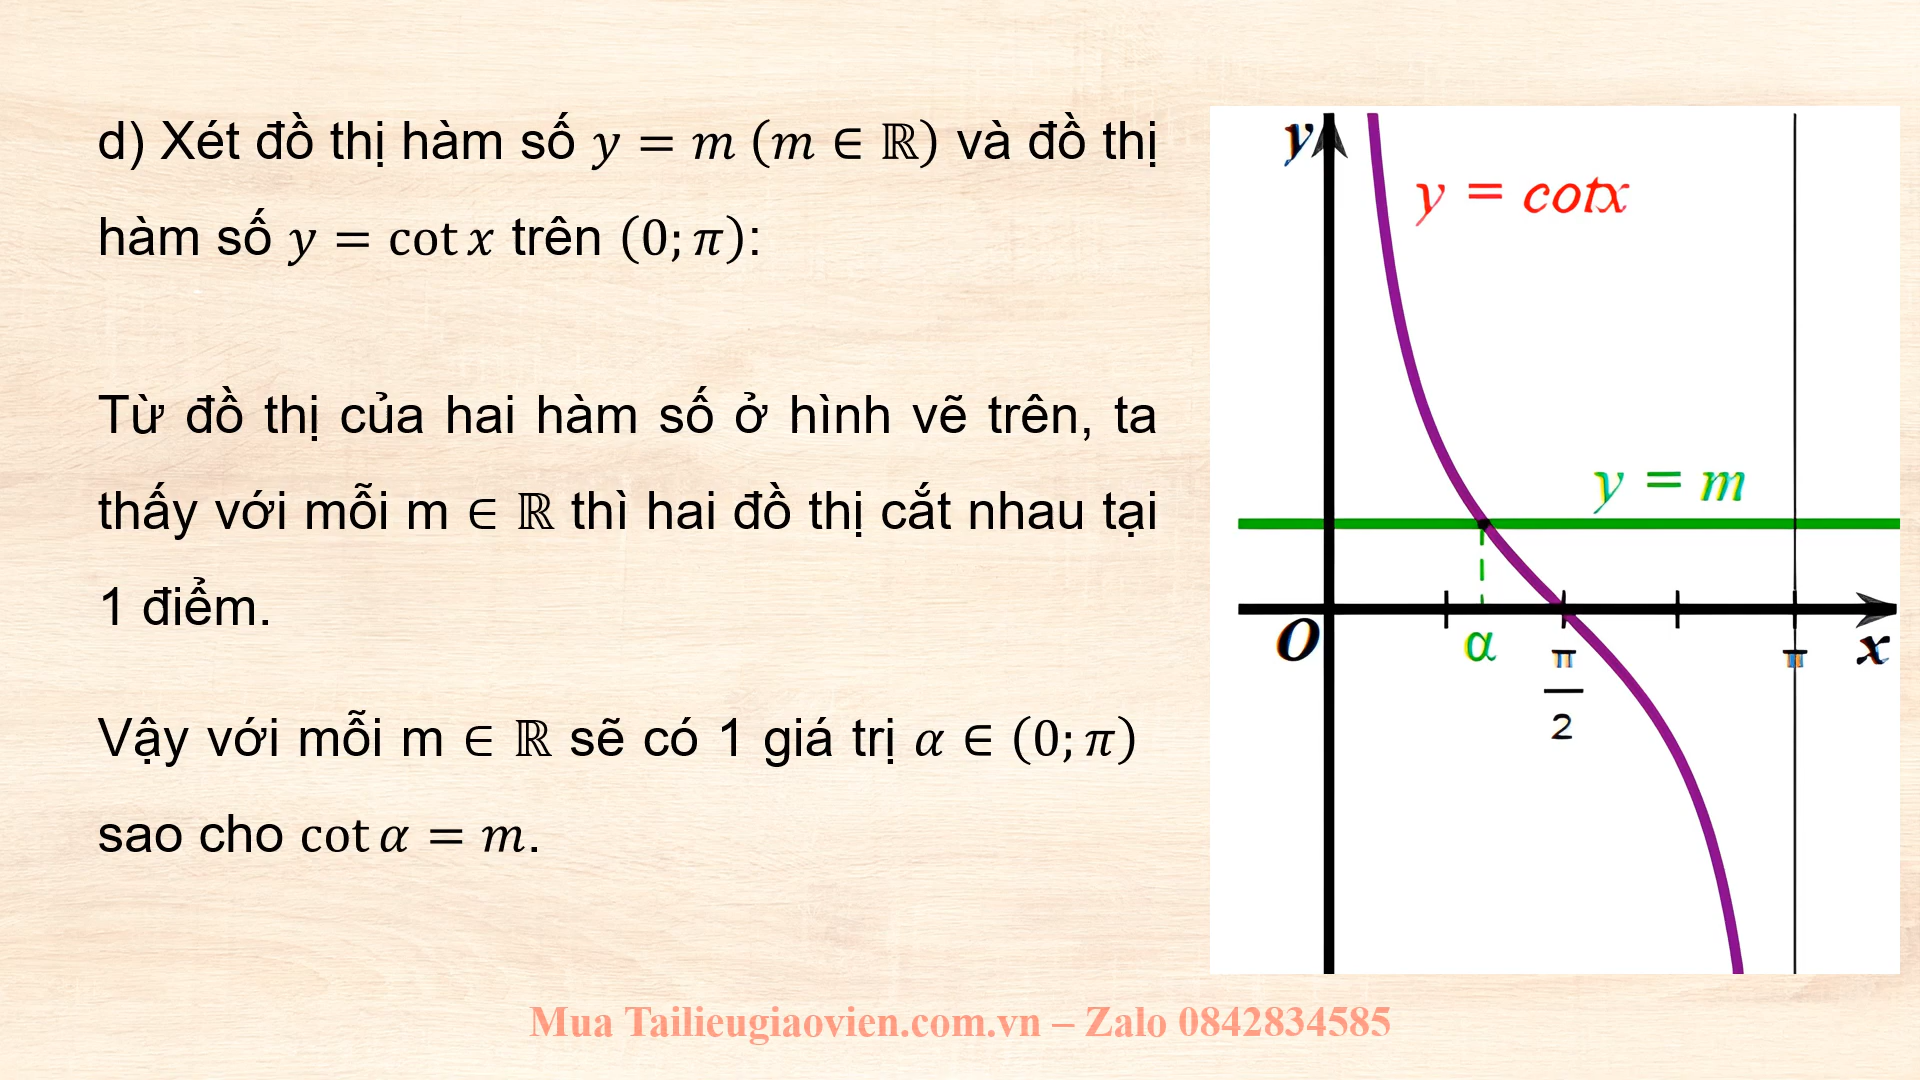 d) Xét đồ thị hàm số y = m (m ∈ ℝ) và đồ thị
hàm số y = cot x trên (0; π):
Từ đồ thị của hai hàm số ở hình vẽ trên, ta
thấy với mỗi m ∈ ℝ thì hai đồ thị cắt nhau tại
1 điểm.
Vậy với mỗi m ∈ ℝ sẽ có 1 giá trị α ∈ (0; π)
sao cho cot α = m.
y
y = cotx
y = m
O
α
π
2
π
x
Mua Tailieugiaovien.com.vn – Zalo 0842834585